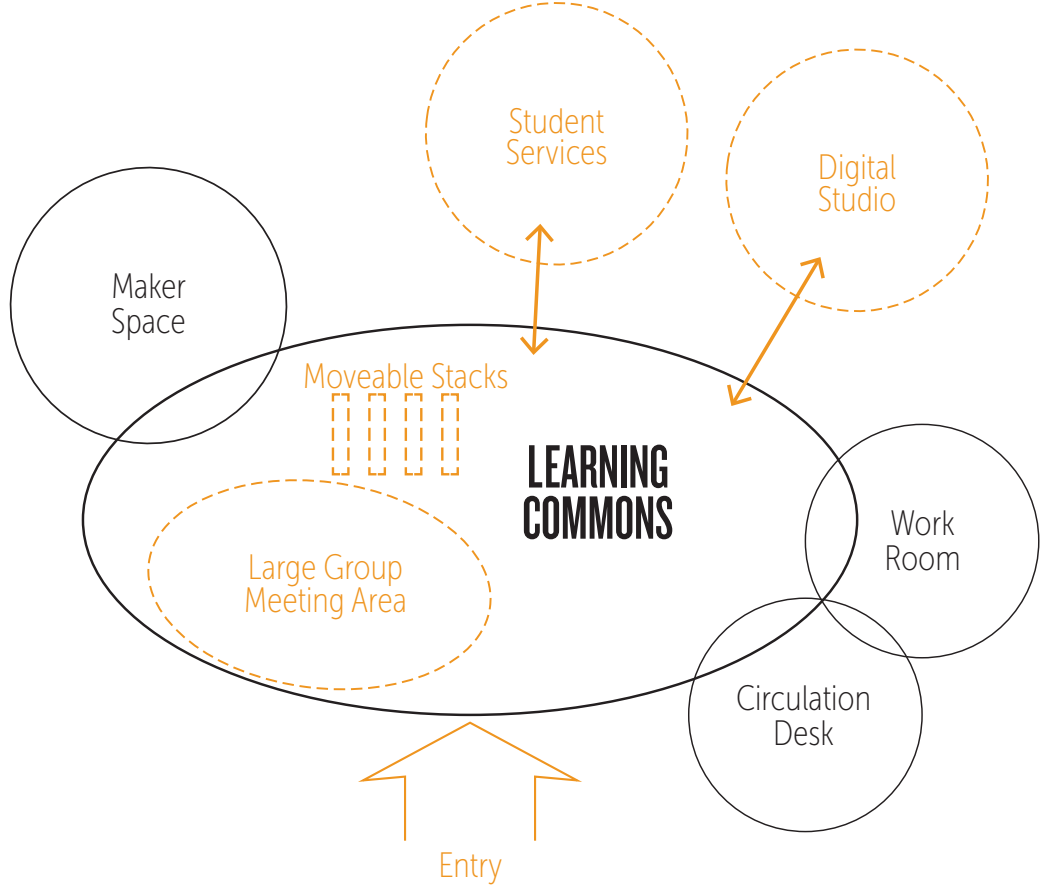 Student
Services
Digital
Studio
Maker
Space
Moveable Stacks
LEARNING
COMMONS
Work
Room
Large Group
Meeting Area
Circulation
Desk
Entry